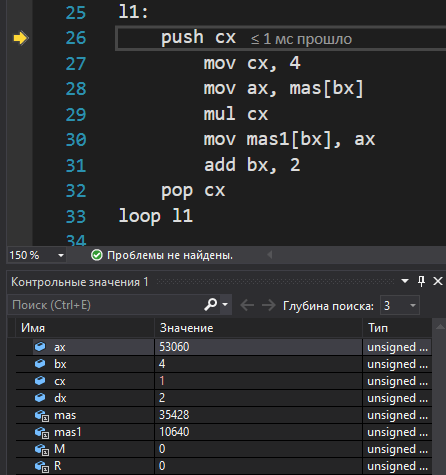 25 l1:
26 push cx ≤ 1 мс прошло
27 mov cx, 4
28 mov ax, mas[bx]
29 mul cx
30 mov mas1[bx], ax
31 add bx, 2
32 pop cx
33 loop l1
34
150 % Проблемы не найдены.
Контрольные значения 1
Поиск (Ctrl+E) Глубина поиска: 3
Имя Значение Тип
ax 53060 unsigned ...
bx 4 unsigned ...
cx 1 unsigned ...
dx 2 unsigned ...
mas 35428 unsigned ...
mas1 10640 unsigned ...
M 0 unsigned ...
R 0 unsigned ...